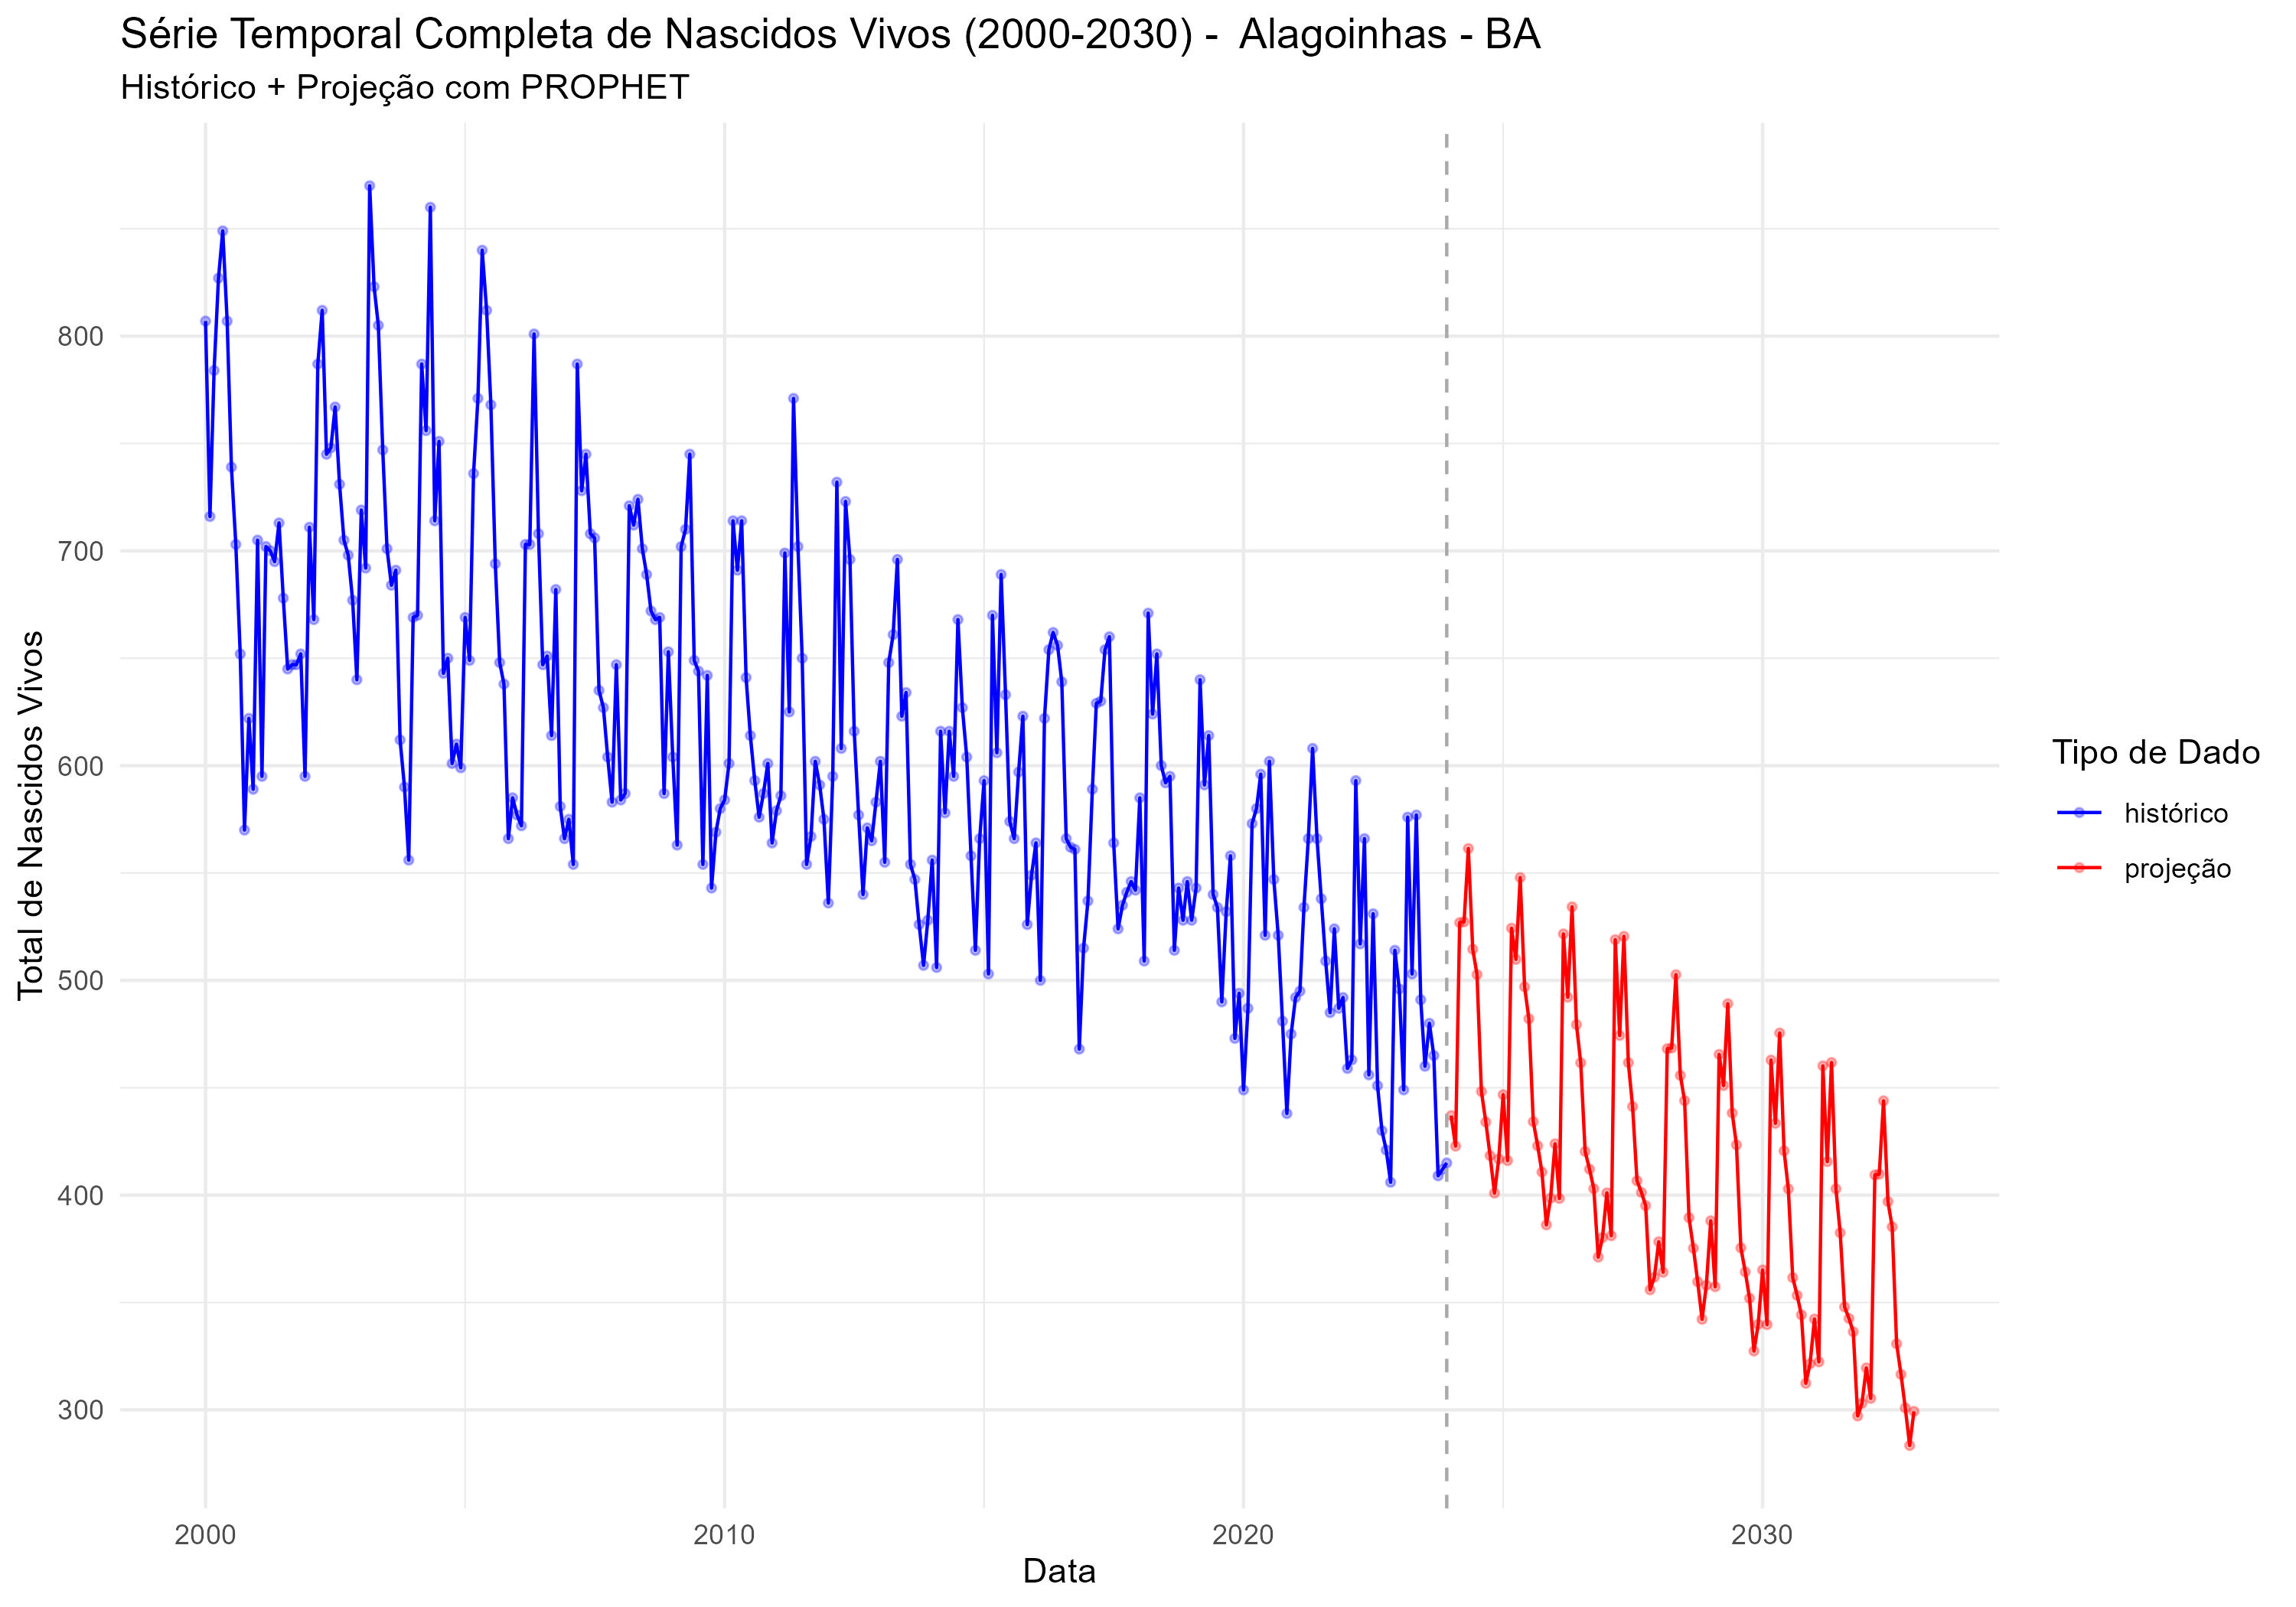 Série Temporal Completa de Nascidos Vivos (2000-2030) -  Alagoinhas - BA
Histórico + Projeção com PROPHET
Total de Nascidos Vivos
800
700
600
500
400
300
2000
2010
2020
2030
Data
Tipo de Dado
histórico
projeção